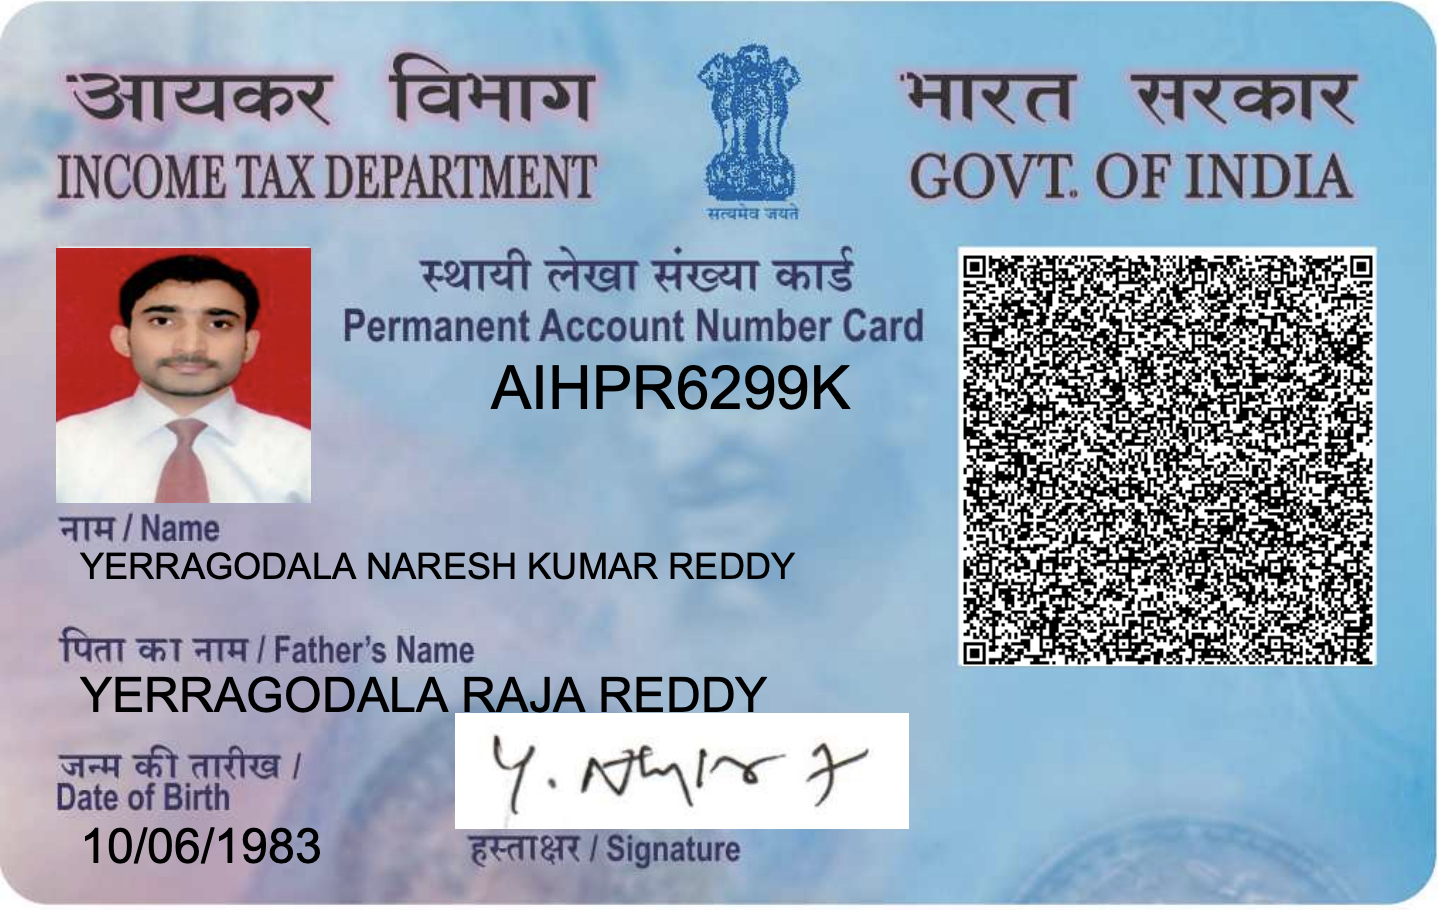 आयकर विभाग
INCOME TAX DEPARTMENT
सत्यमेव जयते
भारत सरकार
GOVT. OF INDIA
स्थायी लेखा संख्या कार्ड
Permanent Account Number Card
AIHPR6299K
नाम / Name
YERRAGODALA NARESH KUMAR REDDY
पिता का नाम / Father's Name
YERRAGODALA RAJA REDDY
जन्म की तारीख /
Date of Birth
10/06/1983
हस्ताक्षर / Signature